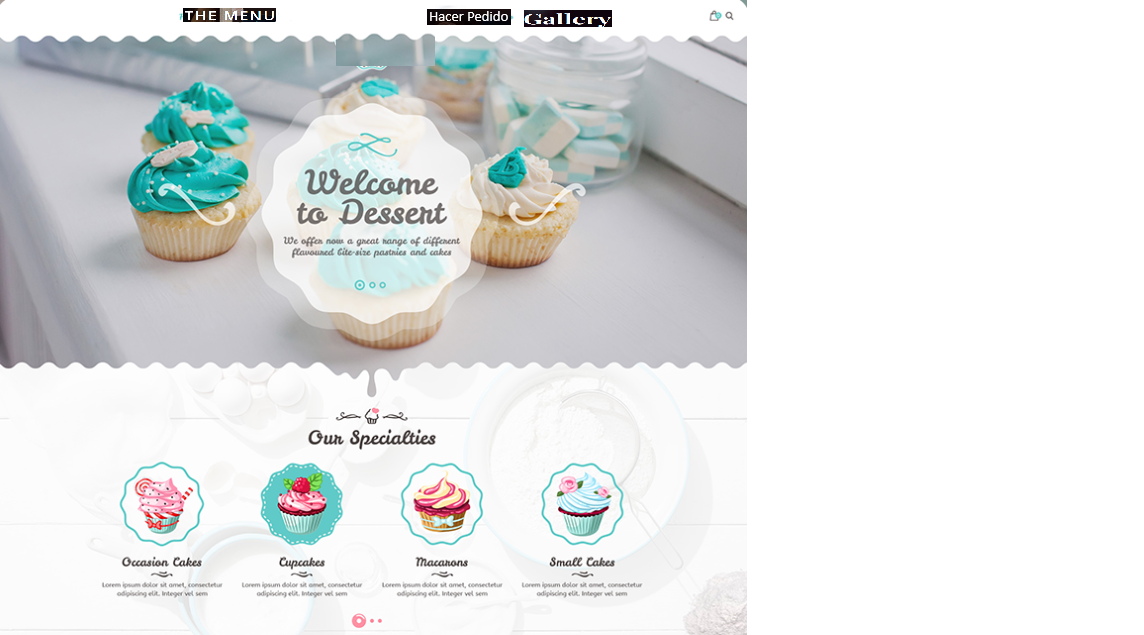 THE MENU
Hacer Pedido
Gallery
Welcome
to Dessert
We offer now a great range of different
flavoured bite-size pastries and cakes
Our Specialties
Occasion Cakes
Cupcakes
Macarons
Small Cakes
Lorem ipsum dolor sit amet, consectetur
adipiscing elit. Integer vel sem
Lorem ipsum dolor sit amet, consectetur
adipiscing elit. Integer vel sem
Lorem ipsum dolor sit amet, consectetur
adipiscing elit. Integer vel sem
Lorem ipsum dolor sit amet, consectetur
adipiscing elit. Integer vel sem